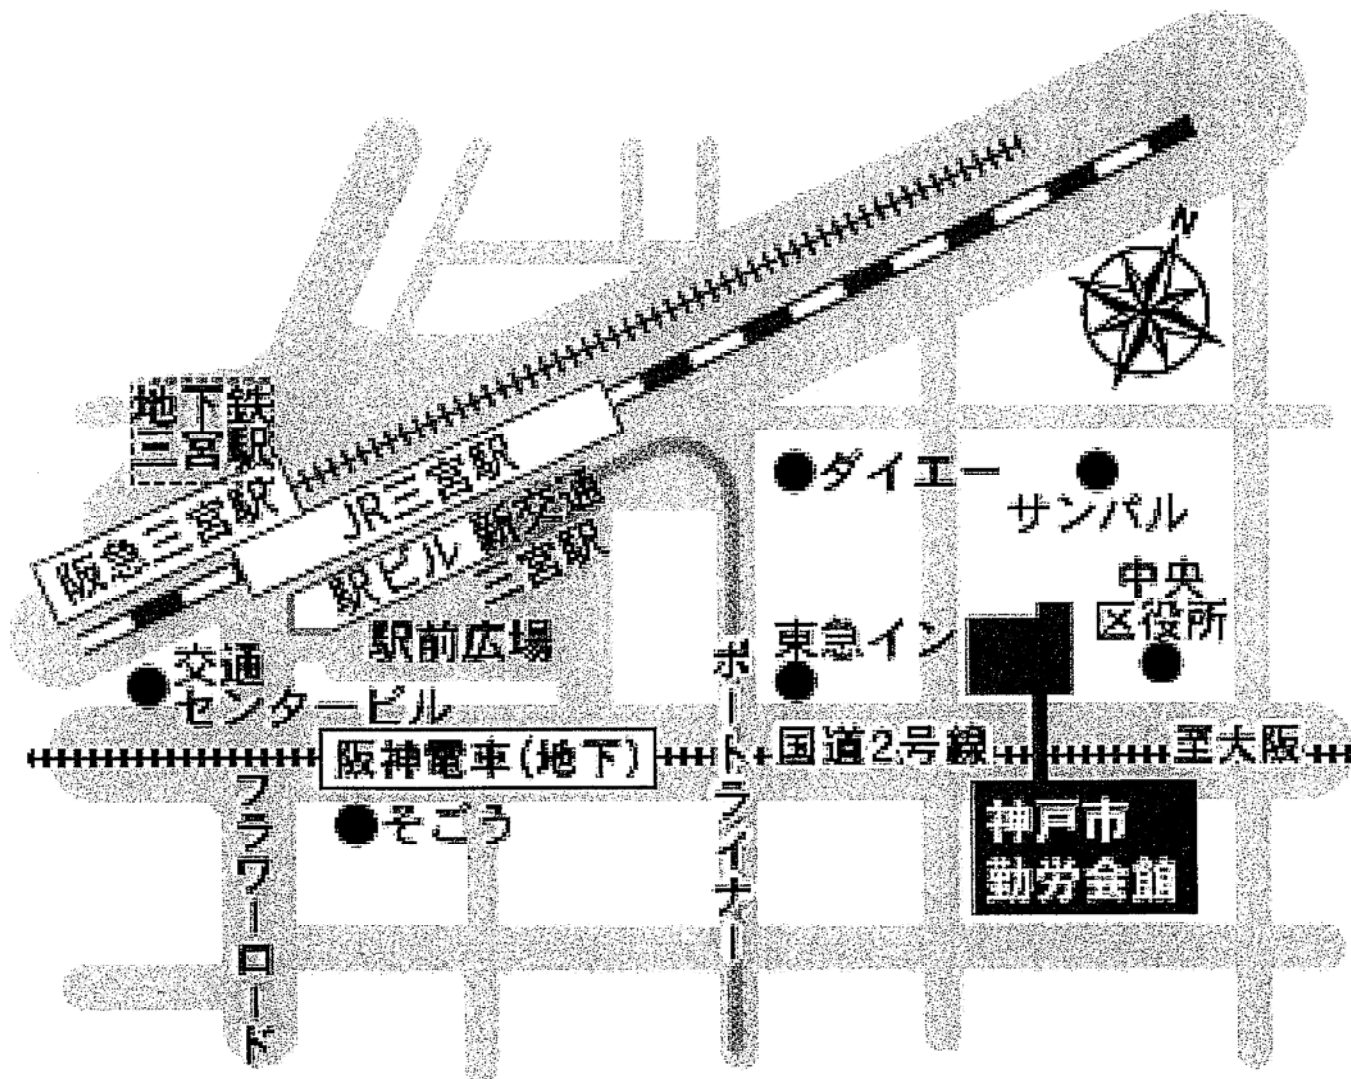 N
地下鉄
三宮駅
阪急三宮駅
JR三宮駅
駅ビル
新交通
三宮駅
駅前広場
交通
センタービル
ダイエー
サンパル
中央
区役所
東急イン
阪神電車(地下)
国道2号線
至大阪
そごう
フラワーロード
ポートライナー
神戸市
勤労会館